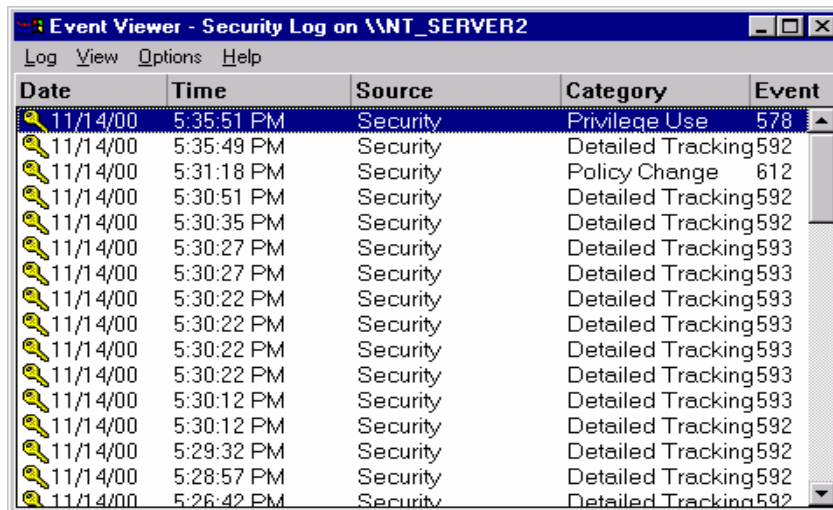 Event Viewer - Security Log on \\NT_SERVER2
Log View Options Help
Date Time Source Category Event
11/14/00 5:35:51 PM Security Privilege Use 578
11/14/00 5:35:49 PM Security Detailed Tracking 592
11/14/00 5:31:18 PM Security Policy Change 612
11/14/00 5:30:51 PM Security Detailed Tracking 592
11/14/00 5:30:35 PM Security Detailed Tracking 592
11/14/00 5:30:27 PM Security Detailed Tracking 593
11/14/00 5:30:27 PM Security Detailed Tracking 593
11/14/00 5:30:22 PM Security Detailed Tracking 593
11/14/00 5:30:22 PM Security Detailed Tracking 593
11/14/00 5:30:22 PM Security Detailed Tracking 593
11/14/00 5:30:22 PM Security Detailed Tracking 593
11/14/00 5:30:12 PM Security Detailed Tracking 593
11/14/00 5:30:12 PM Security Detailed Tracking 592
11/14/00 5:29:32 PM Security Detailed Tracking 592
11/14/00 5:28:57 PM Security Detailed Tracking 592
11/14/00 5:26:42 PM Security Detailed Tracking 592